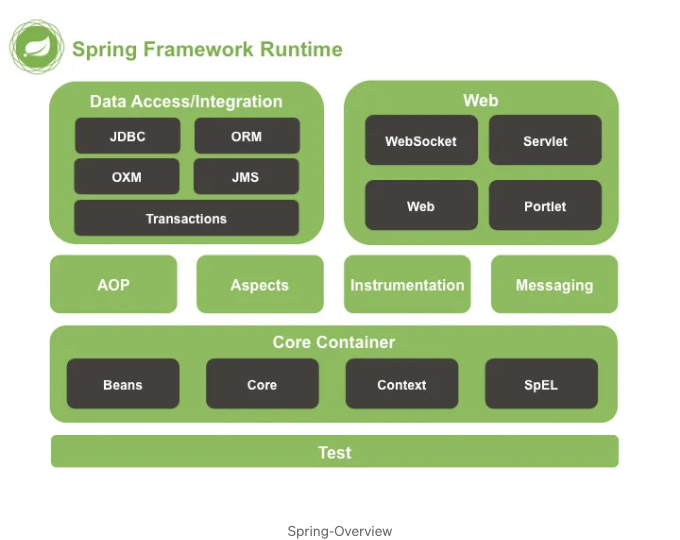 Spring Framework Runtime
Data Access/Integration
JDBC
ORM
OXM
JMS
Transactions
Web
WebSocket
Servlet
Web
Portlet
AOP
Aspects
Instrumentation
Messaging
Core Container
Beans
Core
Context
SpEL
Test
Spring-Overview